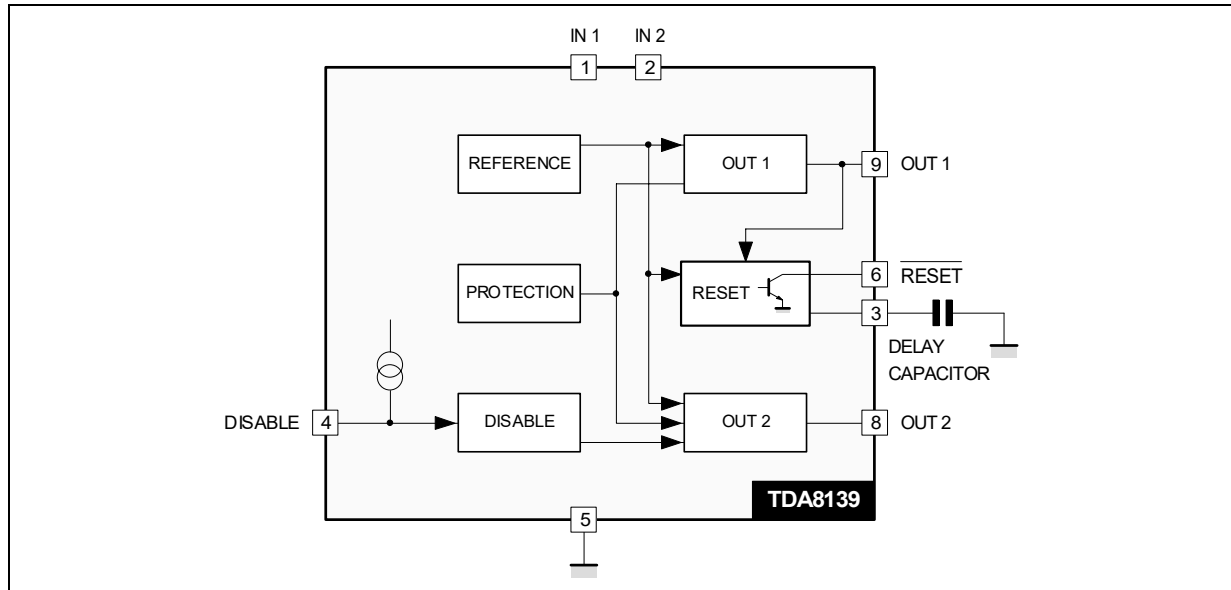 IN 1 IN 2
1 2
REFERENCE OUT 1 9 OUT 1
6 RESET
PROTECTION RESET
3
DELAY
CAPACITOR
DISABLE 4 DISABLE OUT 2 8 OUT 2
TDA8139
5